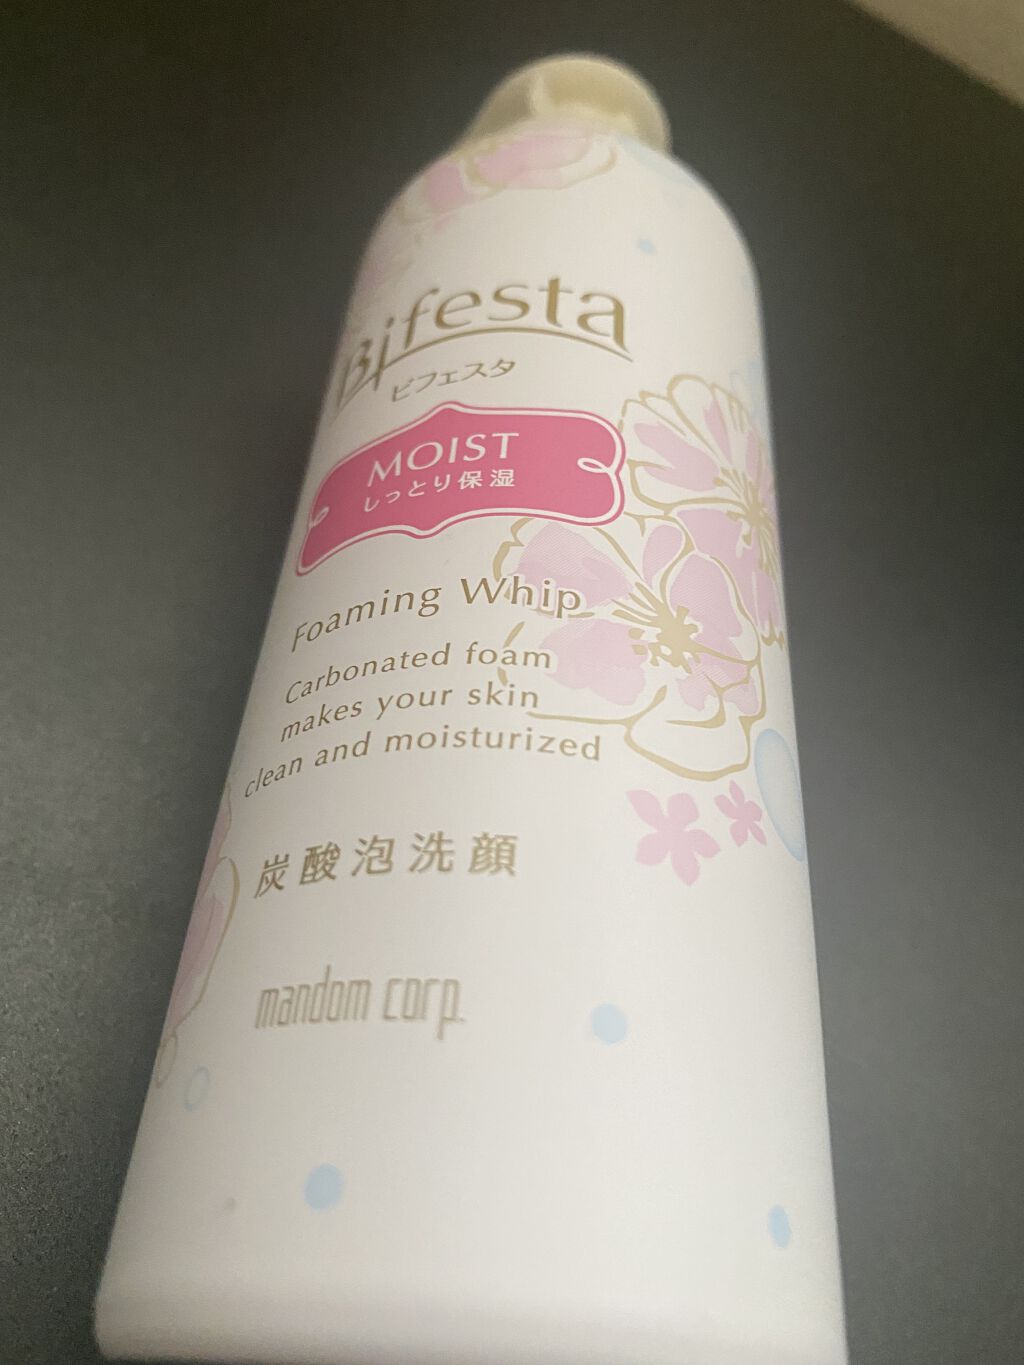 Bifesta
ビフェスタ
MOIST
しっとり保湿
Foaming Whip
Carbonated foam
makes your skin
clean and moisturized
炭酸泡洗顔
mandom corp.